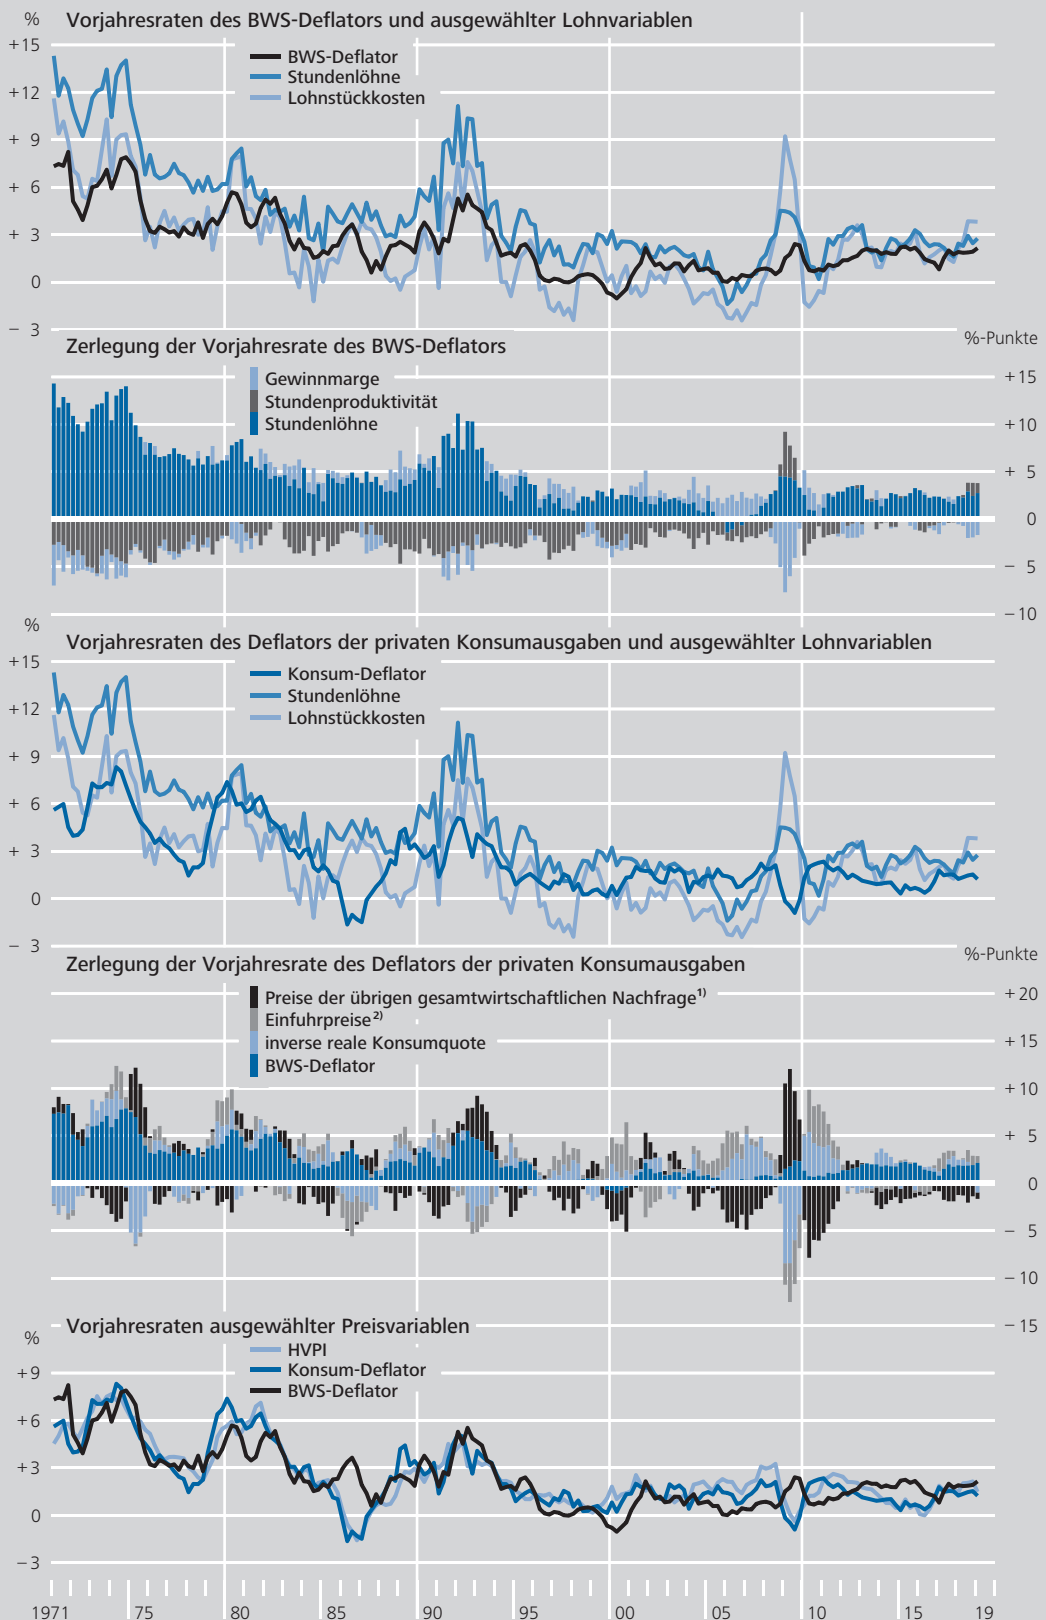 %
Vorjahresraten des BWS-Deflators und ausgewählter Lohnvariablen
+15
BWS-Deflator
Stundenlöhne
Lohnstückkosten
+12
+ 9
+ 6
+ 3
0
− 3
Zerlegung der Vorjahresrate des BWS-Deflators
%-Punkte
Gewinnmarge
Stundenproduktivität
Stundenlöhne
+15
+10
+ 5
0
− 5
−10
%
Vorjahresraten des Deflators der privaten Konsumausgaben und ausgewählter Lohnvariablen
+15
Konsum-Deflator
Stundenlöhne
Lohnstückkosten
+12
+ 9
+ 6
+ 3
0
− 3
Zerlegung der Vorjahresrate des Deflators der privaten Konsumausgaben
%-Punkte
Preise der übrigen gesamtwirtschaftlichen Nachfrage1)
Einfuhrpreise2)
inverse reale Konsumquote
BWS-Deflator
+20
+15
+10
+ 5
0
− 5
−10
−15
%
Vorjahresraten ausgewählter Preisvariablen
HVPI
Konsum-Deflator
BWS-Deflator
+9
+6
+3
0
−3
1971 75 80 85 90 95 00 05 10 15 19